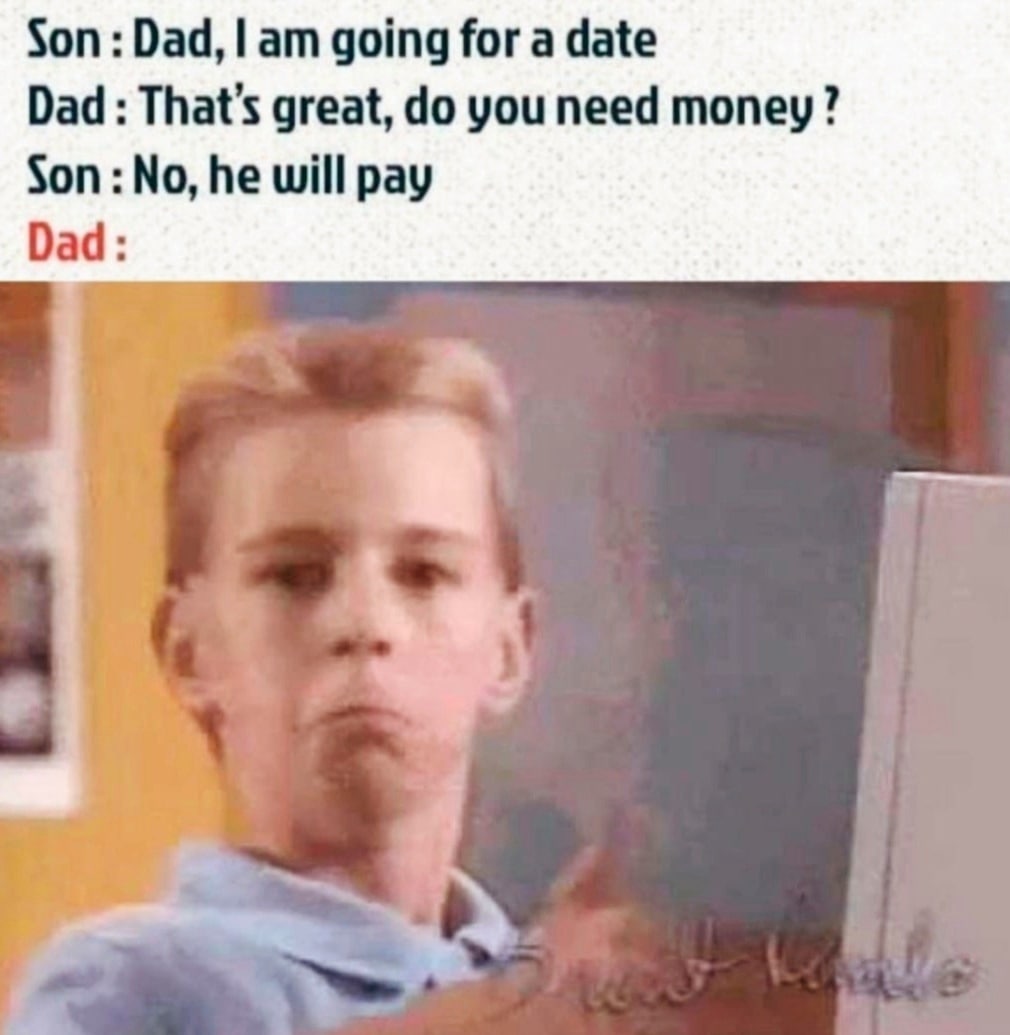 Son : Dad, I am going for a date
Dad : That's great, do you need money ?
Son : No, he will pay
Dad :